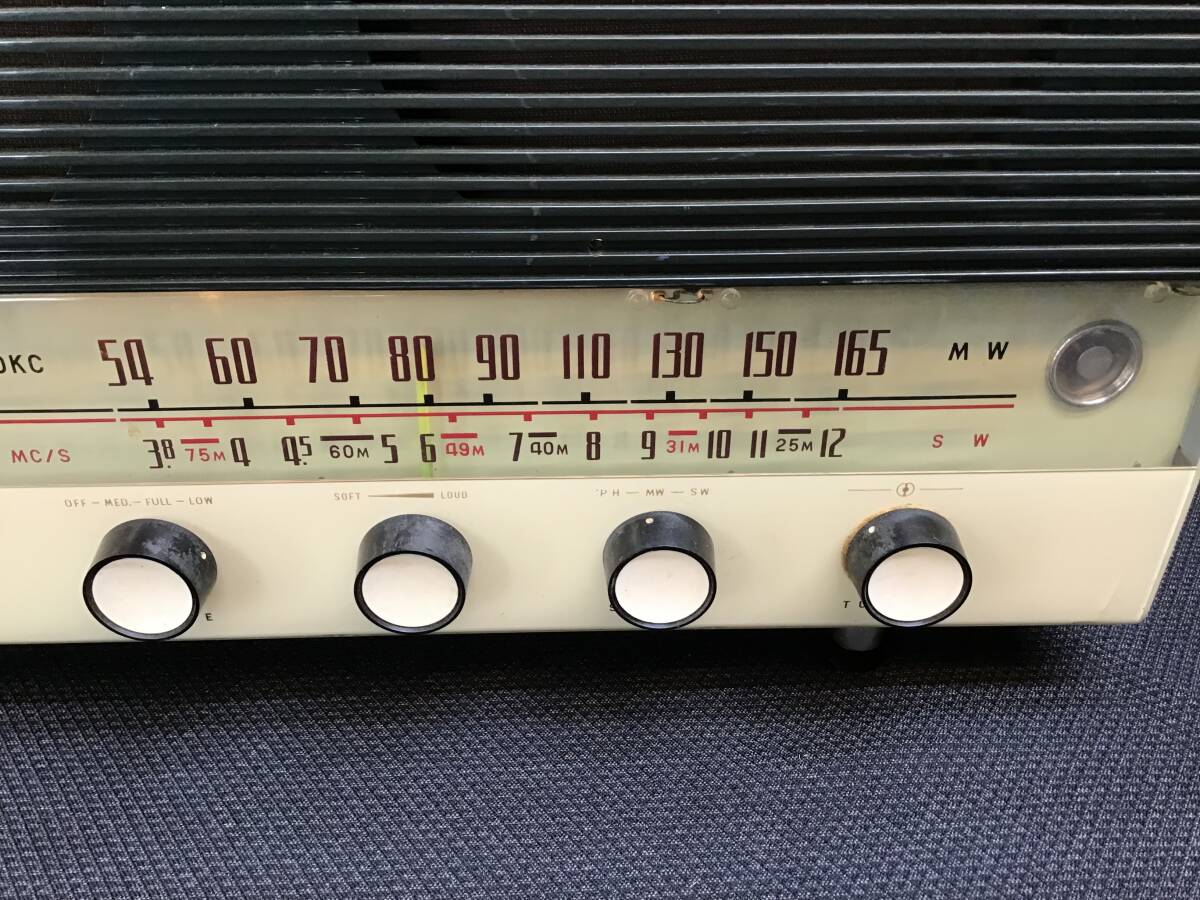 0KC 54 60 70 80 90 110 130 150 165 MW
MC/S 3.8 75M 4 4.5 60M 5 6 49M 7 40M 8 9 31M 10 11 25M 12 SW
OFF – MED. – FULL – LOW SOFT LOUD PH – MW – SW
E S TU